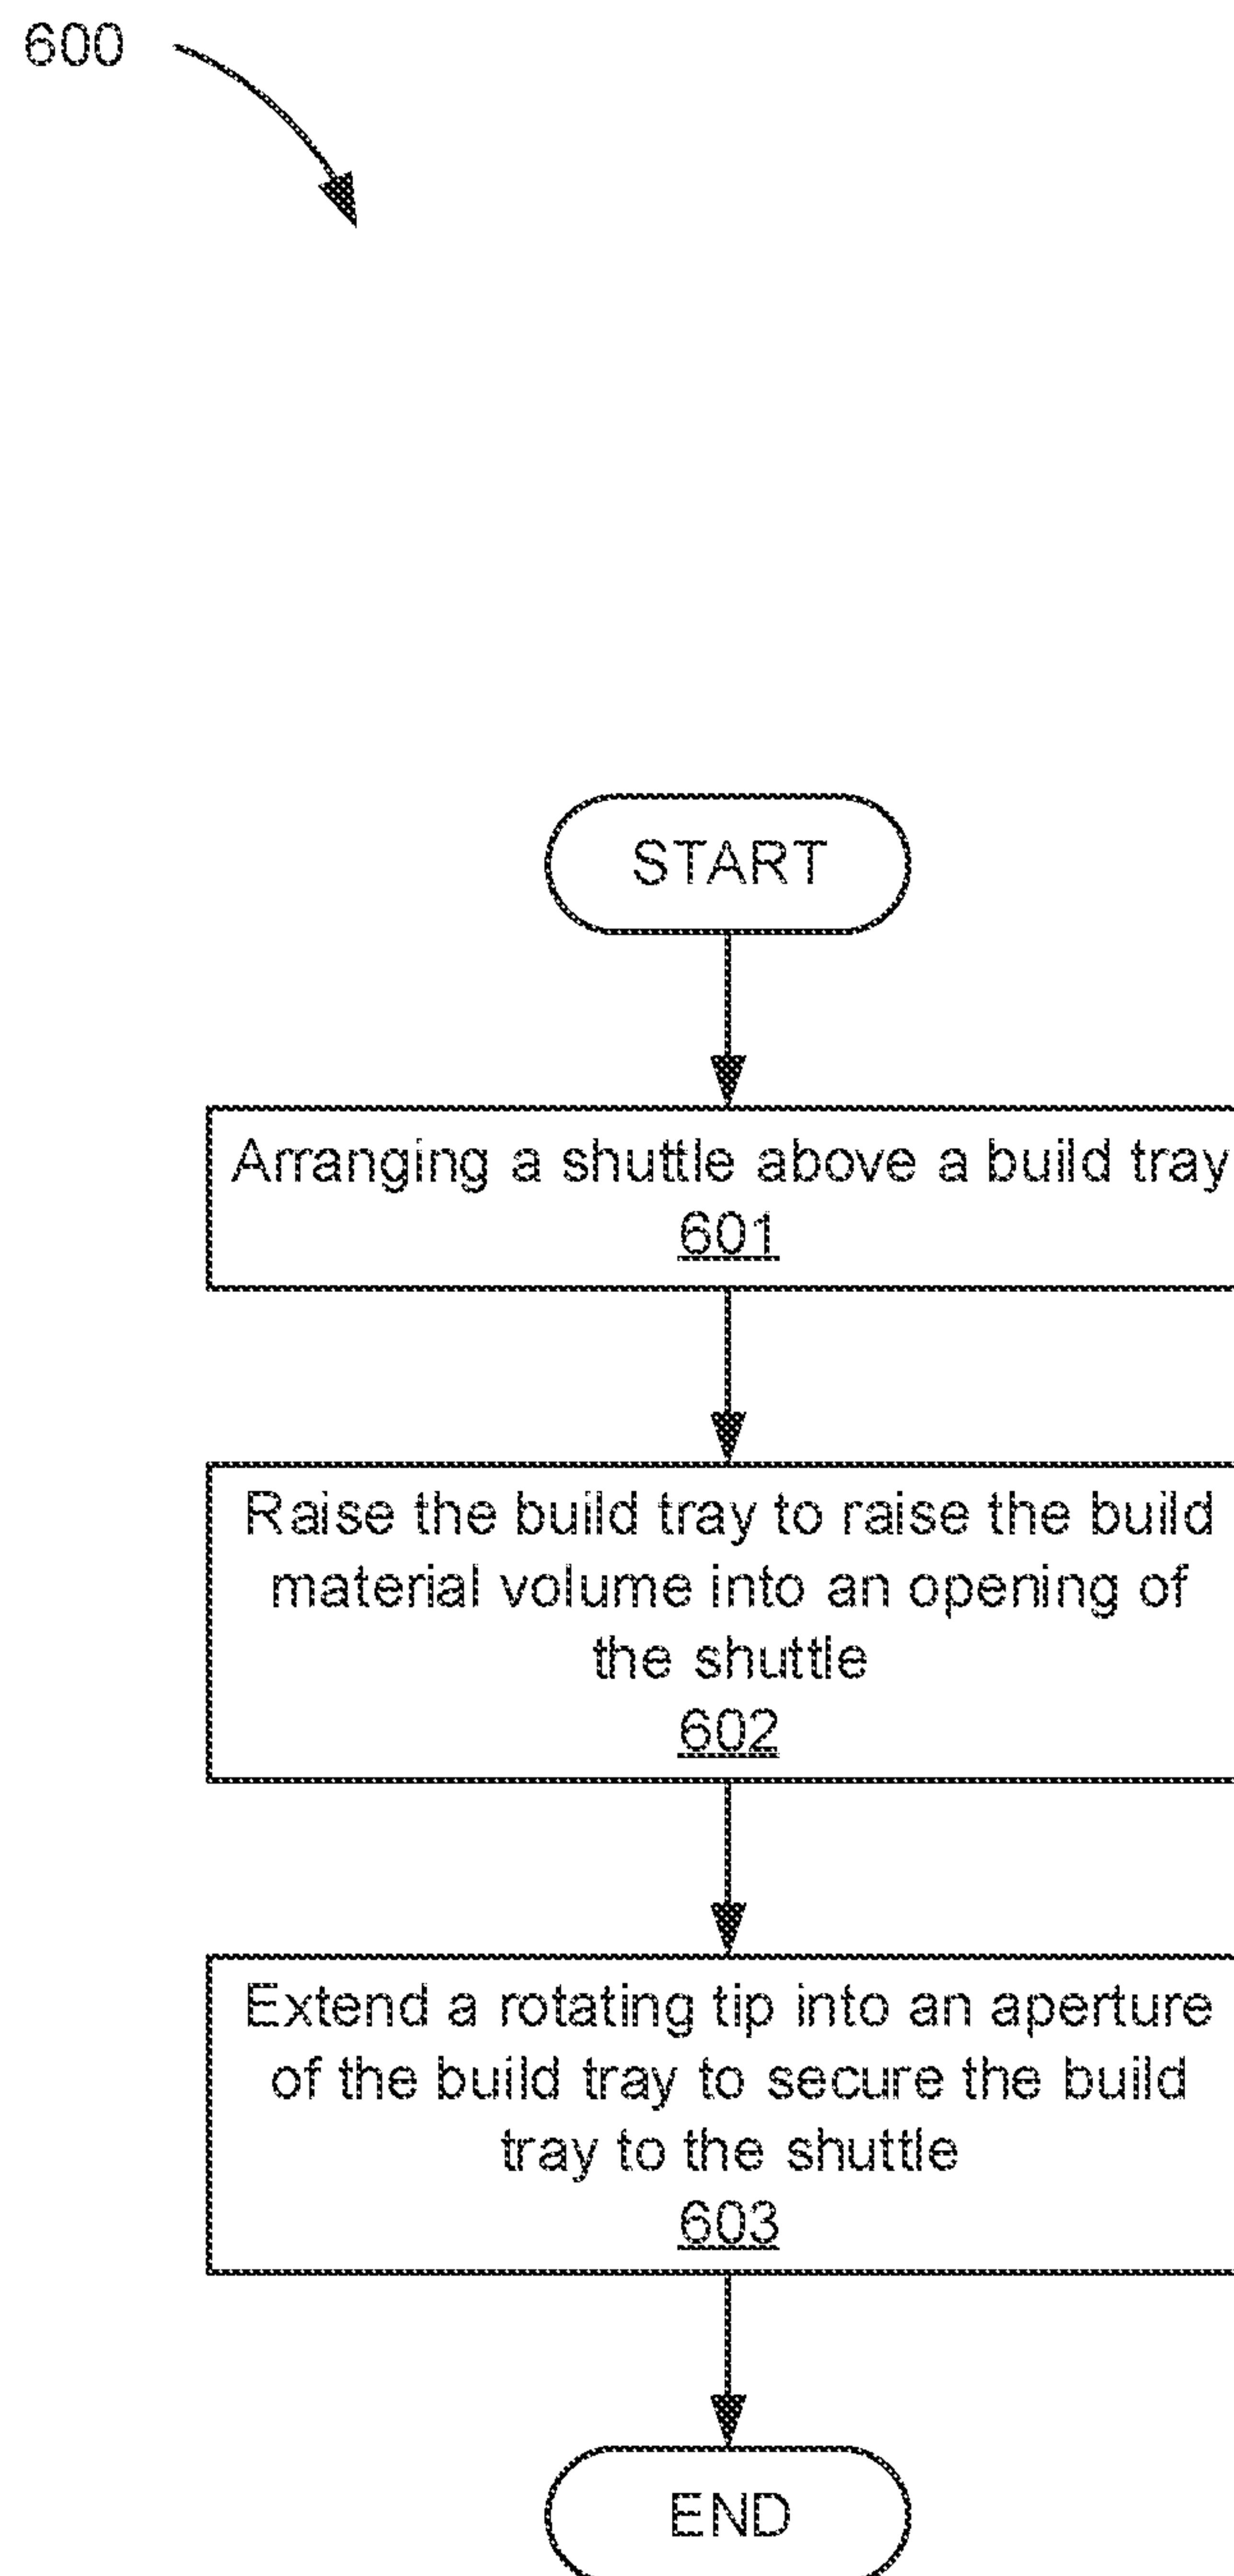 600
START
Arranging a shuttle above a build tray
601
Raise the build tray to raise the build
material volume into an opening of
the shuttle
602
Extend a rotating tip into an aperture
of the build tray to secure the build
tray to the shuttle
603
END